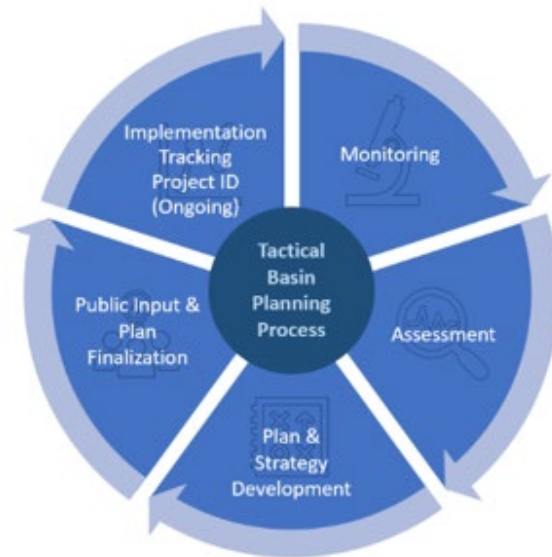 Implementation
Tracking
Project ID
(Ongoing)
Monitoring
Tactical
Basin
Planning
Process
Public Input &
Plan
Finalization
Assessment
Plan &
Strategy
Development